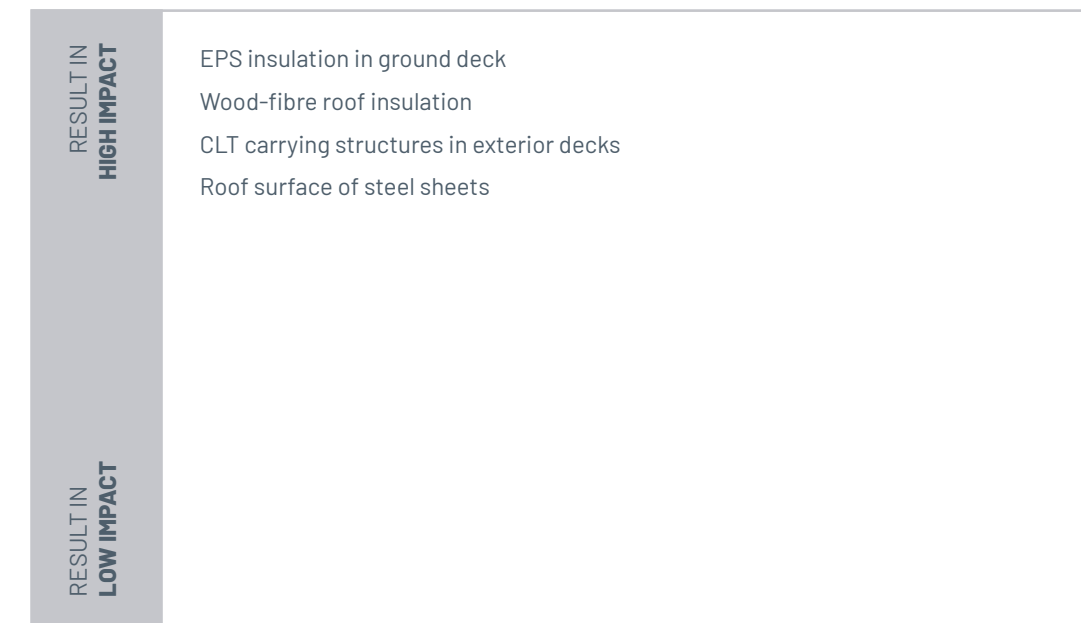 RESULT IN
HIGH IMPACT
EPS insulation in ground deck
Wood-fibre roof insulation
CLT carrying structures in exterior decks
Roof surface of steel sheets
RESULT IN
LOW IMPACT